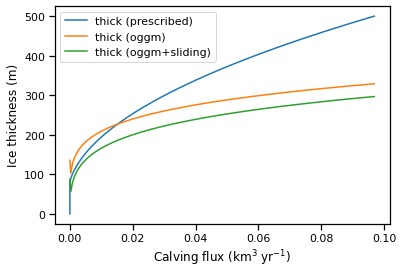 thick (prescribed)
thick (oggm)
thick (oggm+sliding)
Ice thickness (m)
500
400
300
200
100
0
0.00 0.02 0.04 0.06 0.08 0.10
Calving flux (km³ yr⁻¹)